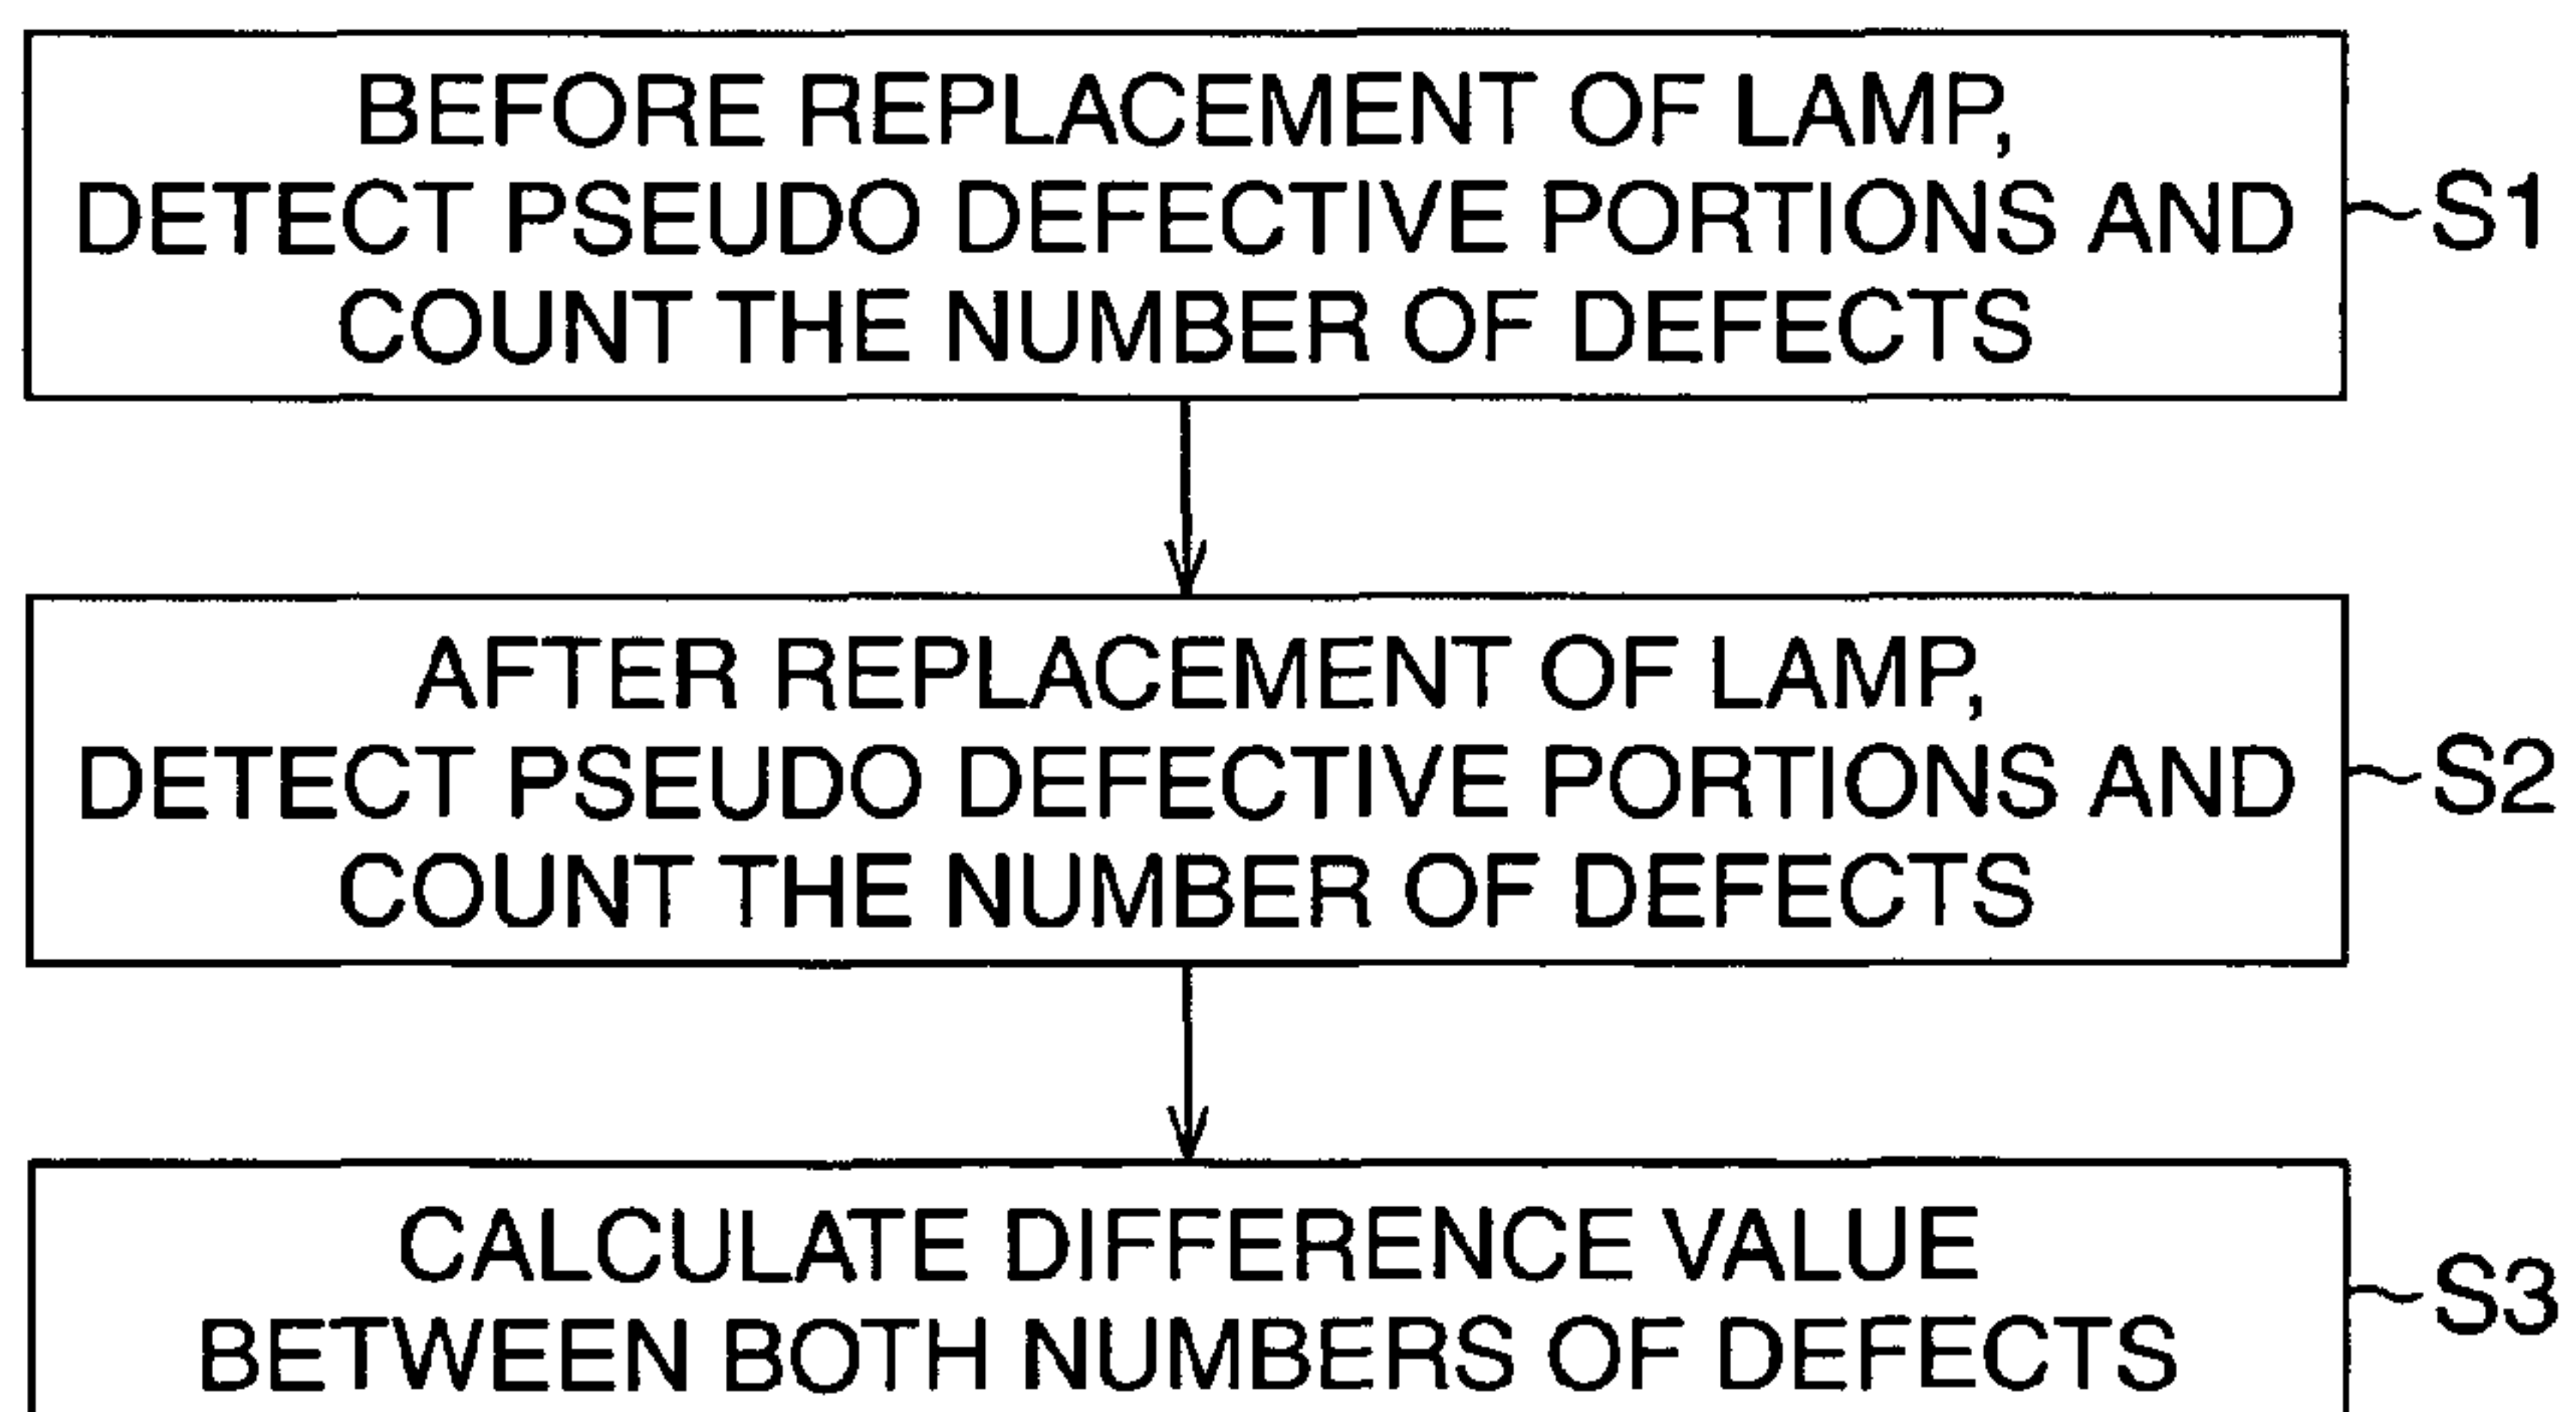 BEFORE REPLACEMENT OF LAMP,
DETECT PSEUDO DEFECTIVE PORTIONS AND
COUNT THE NUMBER OF DEFECTS
S1
AFTER REPLACEMENT OF LAMP,
DETECT PSEUDO DEFECTIVE PORTIONS AND
COUNT THE NUMBER OF DEFECTS
S2
CALCULATE DIFFERENCE VALUE
BETWEEN BOTH NUMBERS OF DEFECTS
S3